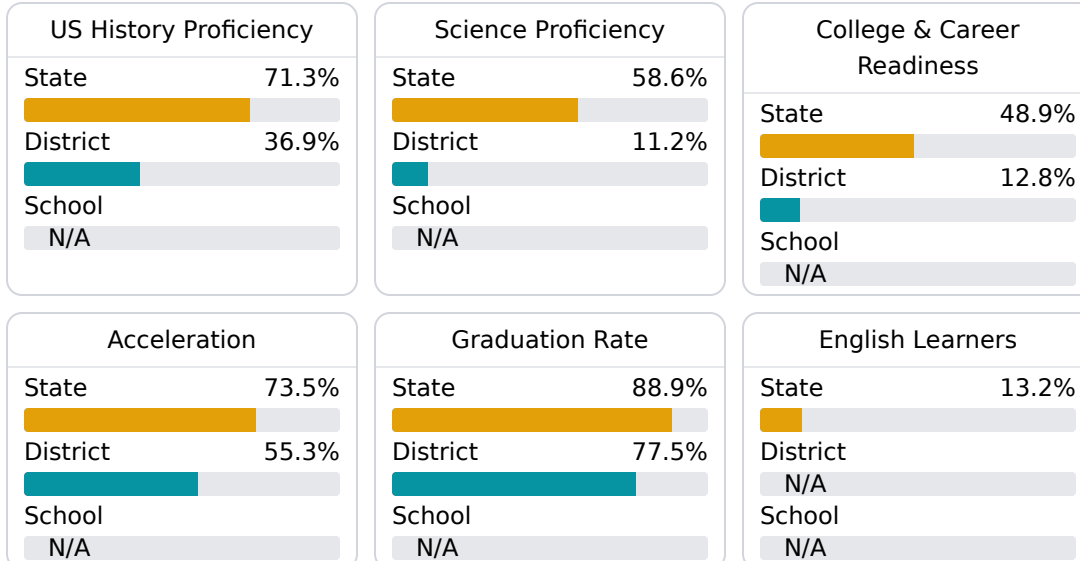 US History Proficiency
State 71.3%
District 36.9%
School
N/A
Science Proficiency
State 58.6%
District 11.2%
School
N/A
College & Career
Readiness
State 48.9%
District 12.8%
School
N/A
Acceleration
State 73.5%
District 55.3%
School
N/A
Graduation Rate
State 88.9%
District 77.5%
School
N/A
English Learners
State 13.2%
District
N/A
School
N/A